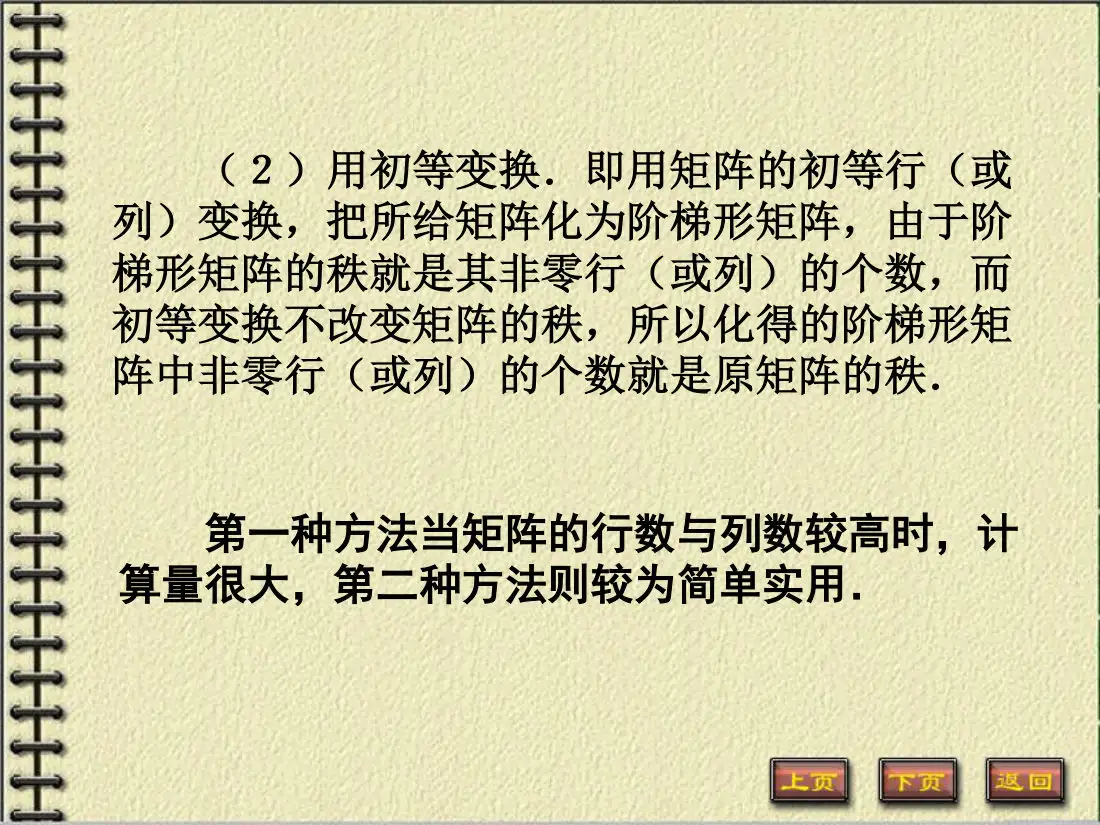 （２）用初等变换．即用矩阵的初等行（或
列）变换，把所给矩阵化为阶梯形矩阵，由于阶
梯形矩阵的秩就是其非零行（或列）的个数，而
初等变换不改变矩阵的秩，所以化得的阶梯形矩
阵中非零行（或列）的个数就是原矩阵的秩．
第一种方法当矩阵的行数与列数较高时，计
算量很大，第二种方法则较为简单实用．
上页 下页 返回